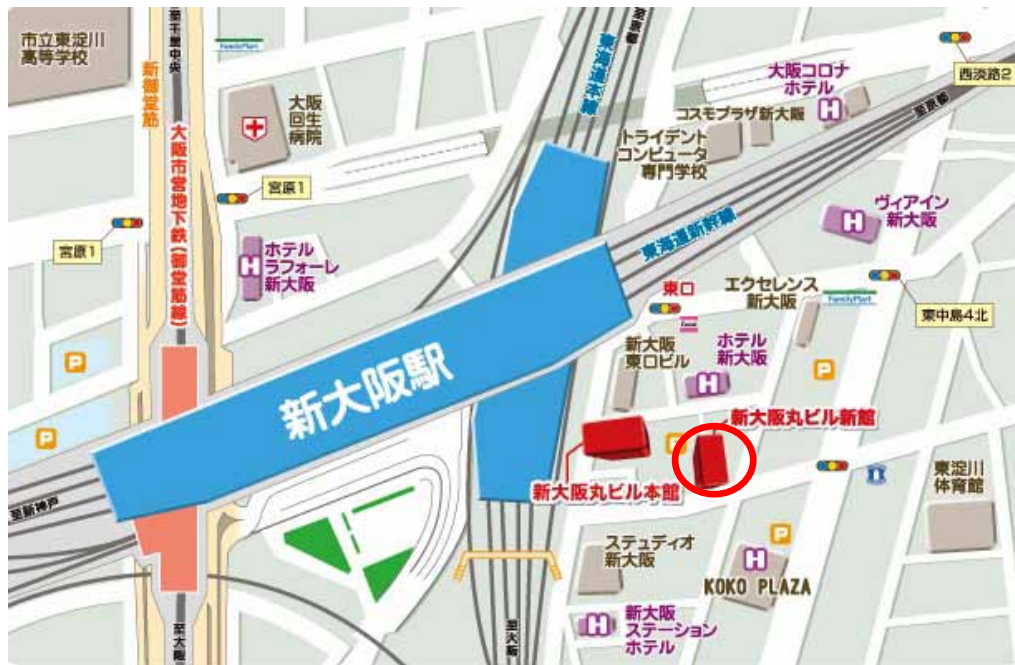 市立東淀川
高等学校
至千里中央
FamilyMart
新御堂筋
大阪市営地下鉄(御堂筋線)
大阪
回生
病院
宮原1
宮原1
H
ホテル
ラフォーレ
新大阪
東海道本線
至京都
大阪コロナ
ホテル
H
西淡路2
コスモプラザ新大阪
トライデント
コンピュータ
専門学校
至京都
東海道新幹線
H
ヴィアイン
新大阪
東口
エクセレンス
新大阪
FamilyMart
東中島4北
新大阪
東口ビル
ホテル
新大阪
H
P
P
P
新大阪駅
新大阪丸ビル新館
P
新大阪丸ビル本館
東淀川
体育館
至新神戸
ステュディオ
新大阪
P
H
KOKO PLAZA
H
新大阪
ステーション
ホテル
至大阪
至大阪